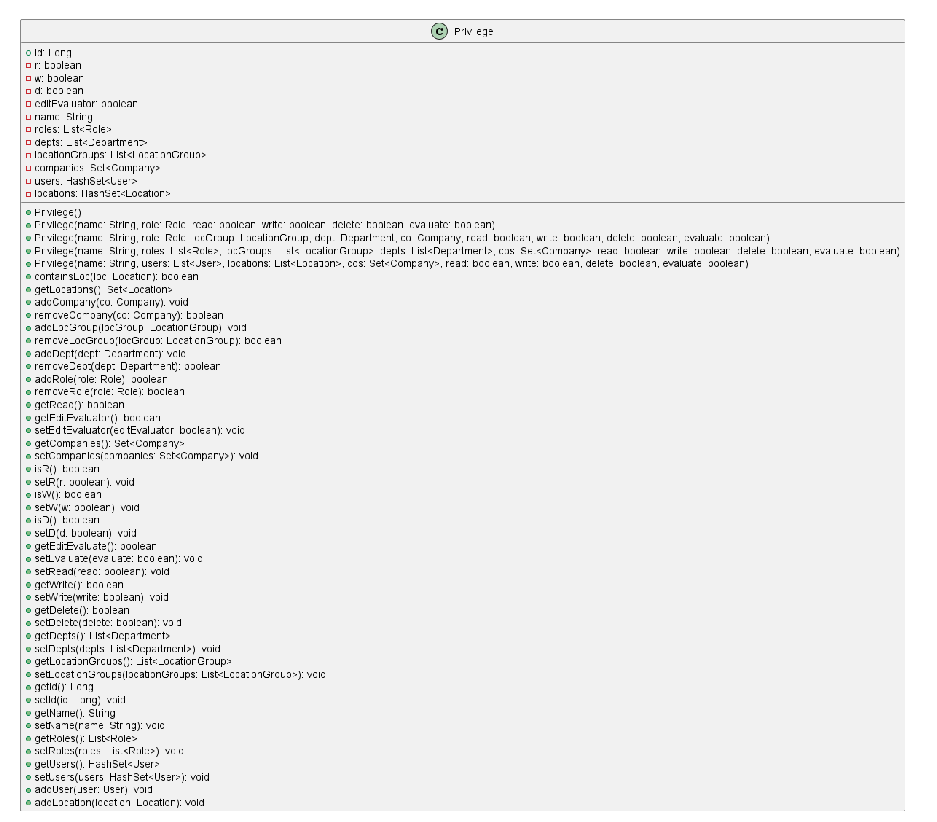 C Privilege
id: Long
r: boolean
w: boolean
d: boolean
editEvaluator: boolean
name: String
roles: List<Role>
depts: List<Department>
locationGroups: List<LocationGroup>
companies: Set<Company>
users: HashSet<User>
locations: HashSet<Location>
Privilege()
Privilege(name: String, role: Role, read: boolean, write: boolean, delete: boolean, evaluate: boolean)
Privilege(name: String, role: Role, locGroup: LocationGroup, dept: Department, co: Company, read: boolean, write: boolean, delete: boolean, evaluate: boolean)
Privilege(name: String, roles: List<Role>, locGroups: List<LocationGroup>, depts: List<Department>, cos: Set<Company>, read: boolean, write: boolean, delete: boolean, evaluate: boolean)
Privilege(name: String, users: List<User>, locations: List<Location>, cos: Set<Company>, read: boolean, write: boolean, delete: boolean, evaluate: boolean)
containsLoc(loc: Location): boolean
getLocations(): Set<Location>
addCompany(co: Company): void
removeCompany(co: Company): boolean
addLocGroup(locGroup: LocationGroup): void
removeLocGroup(locGroup: LocationGroup): boolean
addDept(dept: Department): void
removeDept(dept: Department): boolean
addRole(role: Role): boolean
removeRole(role: Role): boolean
getRead(): boolean
getEditEvaluator(): boolean
setEditEvaluator(editEvaluator: boolean): void
getCompanies(): Set<Company>
setCompanies(companies: Set<Company>): void
isR(): boolean
setR(r: boolean): void
isW(): boolean
setW(w: boolean): void
isD(): boolean
setD(d: boolean): void
getEditEvaluate(): boolean
setEvaluate(evaluate: boolean): void
setRead(read: boolean): void
getWrite(): boolean
setWrite(write: boolean): void
getDelete(): boolean
setDelete(delete: boolean): void
getDepts(): List<Department>
setDepts(depts: List<Department>): void
getLocationGroups(): List<LocationGroup>
setLocationGroups(locationGroups: List<LocationGroup>): void
getId(): Long
setId(id: Long): void
getName(): String
setName(name: String): void
getRoles(): List<Role>
setRoles(roles: List<Role>): void
getUsers(): HashSet<User>
setUsers(users: HashSet<User>): void
addUser(user: User): void
addLocation(location: Location): void